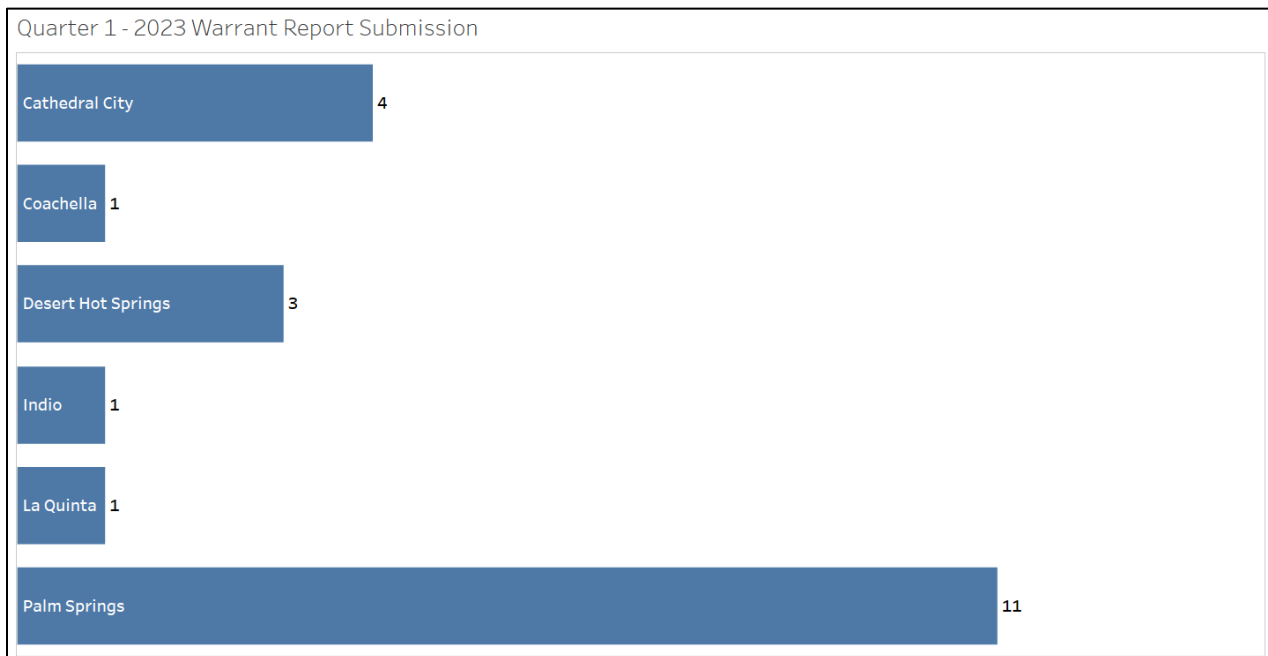 Quarter 1 - 2023 Warrant Report Submission
Cathedral City 4
Coachella 1
Desert Hot Springs 3
Indio 1
La Quinta 1
Palm Springs 11